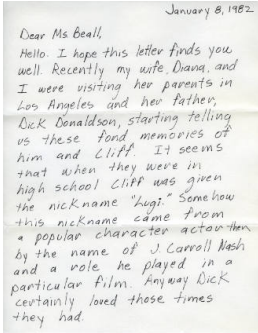 January 8, 1982
Dear Ms Beall,
Hello. I hope this letter finds you
well. Recently my wife, Diana, and
I were visiting her parents in
Los Angeles and her father,
Dick Donaldson, starting telling
us these fond memories of
him and Cliff. It seems
that when they were in
high school Cliff was given
the nickname "Lugi." Somehow
this nickname came from
a popular character actor then
by the name of J. Carroll Nash
and a role he played in a
particular film. Anyway Dick
certainly loved those times
they had.